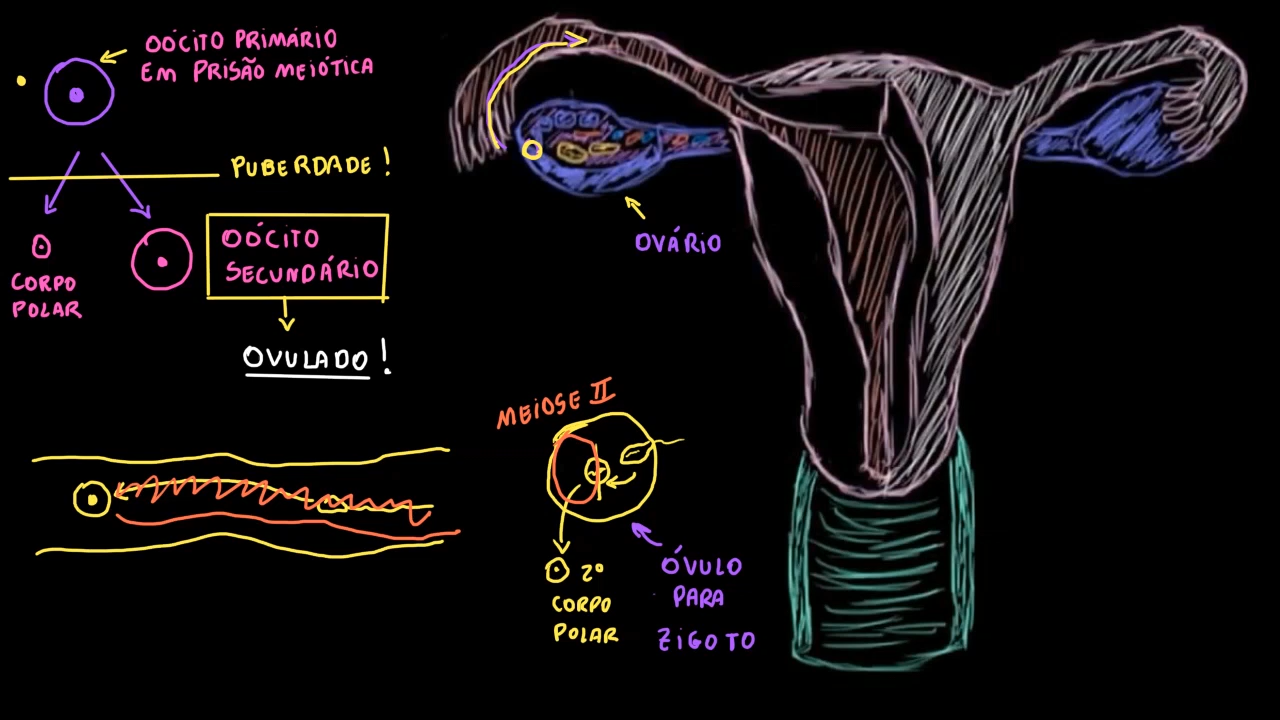 OÓCITO PRIMÁRIO
EM PRISÃO MEIÓTICA
PUBERDADE!
CORPO
POLAR
OÓCITO
SECUNDÁRIO
OVULADO!
OVÁRIO
MEIOSE II
2º
CORPO
POLAR
ÓVULO
PARA
ZIGOTO